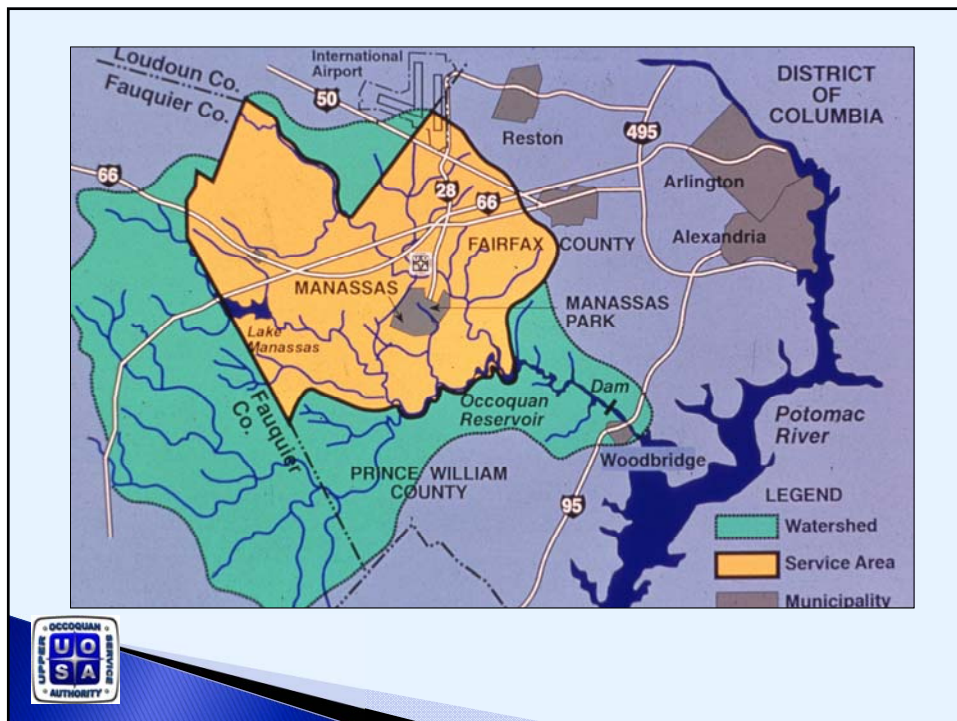 Loudoun Co.
Fauquier Co.
International
Airport
50
Reston
495
DISTRICT
OF
COLUMBIA
66
28
66
Arlington
Alexandria
FAIRFAX COUNTY
MANASSAS
MANASSAS
PARK
Lake
Manassas
Fauquier
Co.
Occoquan
Reservoir
Dam
Potomac
River
Woodbridge
PRINCE WILLIAM
COUNTY
95
LEGEND
Watershed
Service Area
Municipality
OCCOQUAN
UPPER
UOSA
SERVICE
AUTHORITY